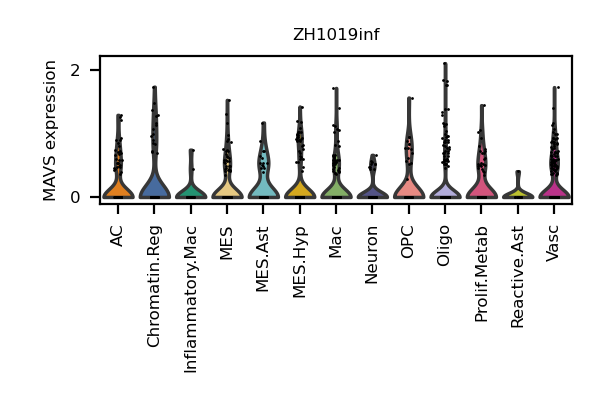 ZH1019inf
MAVS expression
2
0
AC
Chromatin.Reg
Inflammatory.Mac
MES
MES.Ast
MES.Hyp
Mac
Neuron
OPC
Oligo
Prolif.Metab
Reactive.Ast
Vasc